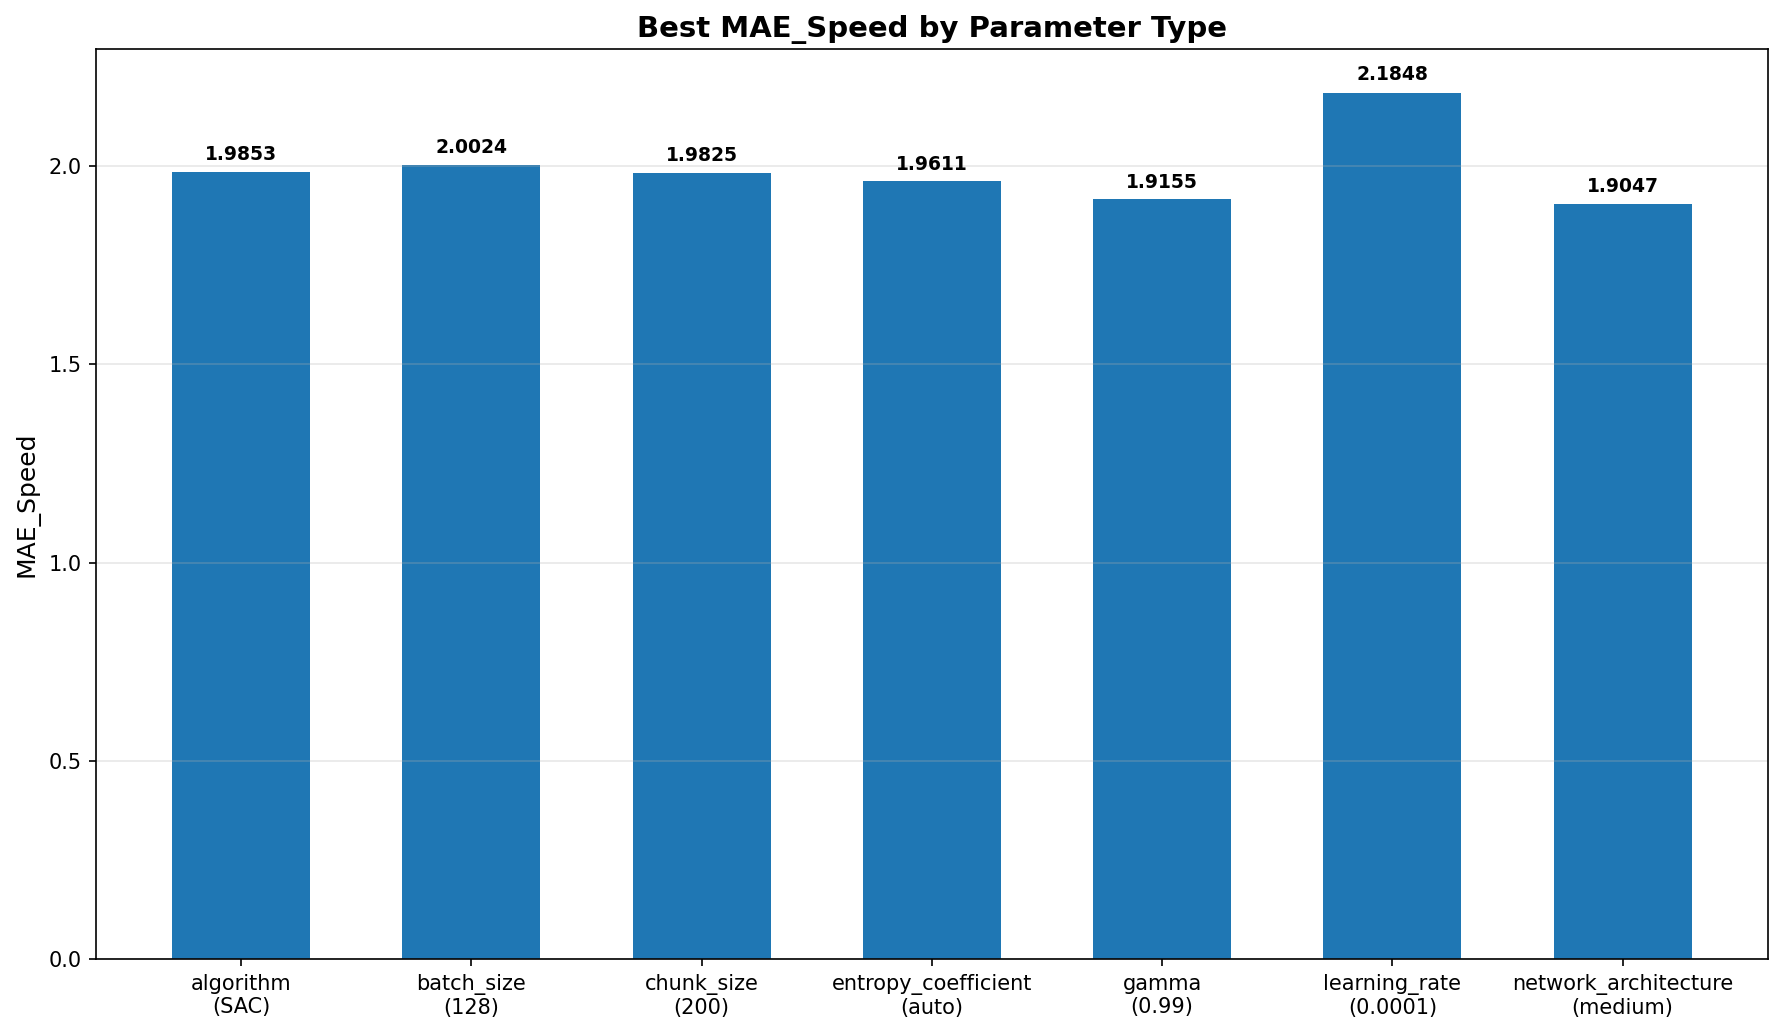 Best MAE_Speed by Parameter Type
MAE_Speed
2.0
1.5
1.0
0.5
0.0
1.9853
2.0024
1.9825
1.9611
1.9155
2.1848
1.9047
algorithm
(SAC)
batch_size
(128)
chunk_size
(200)
entropy_coefficient
(auto)
gamma
(0.99)
learning_rate
(0.0001)
network_architecture
(medium)